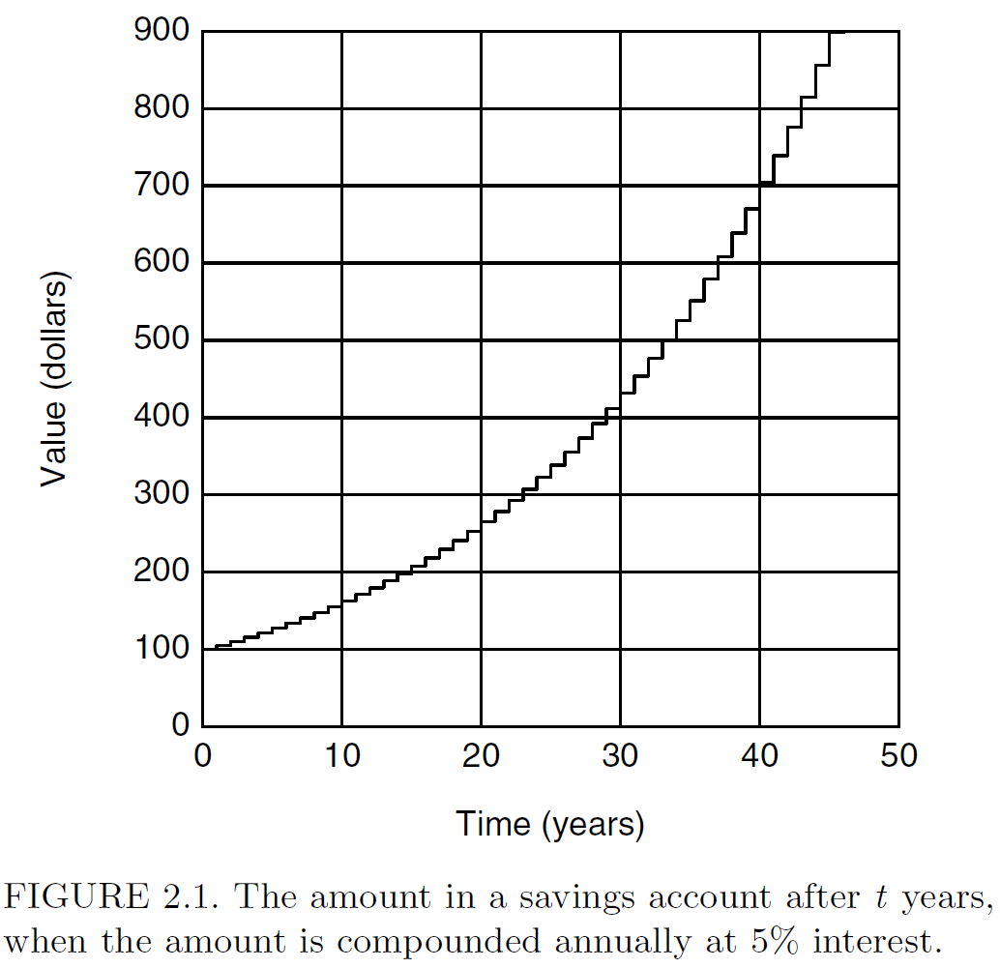 900
800
700
600
500
400
300
200
100
0
Value (dollars)
0 10 20 30 40 50
Time (years)
FIGURE 2.1. The amount in a savings account after t years,
when the amount is compounded annually at 5% interest.